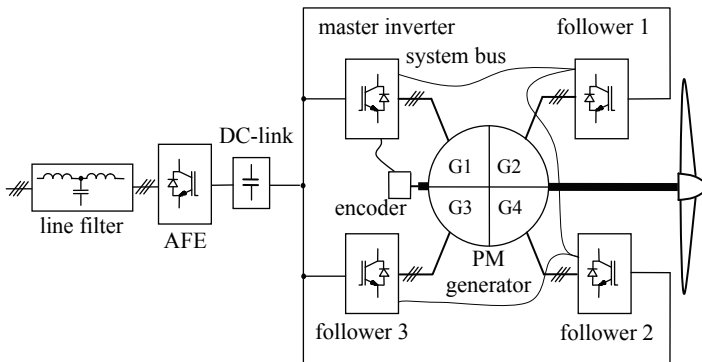 master inverter
follower 1
system bus
DC-link
G1
G2
encoder
G3
G4
line filter
AFE
PM
generator
follower 3
follower 2